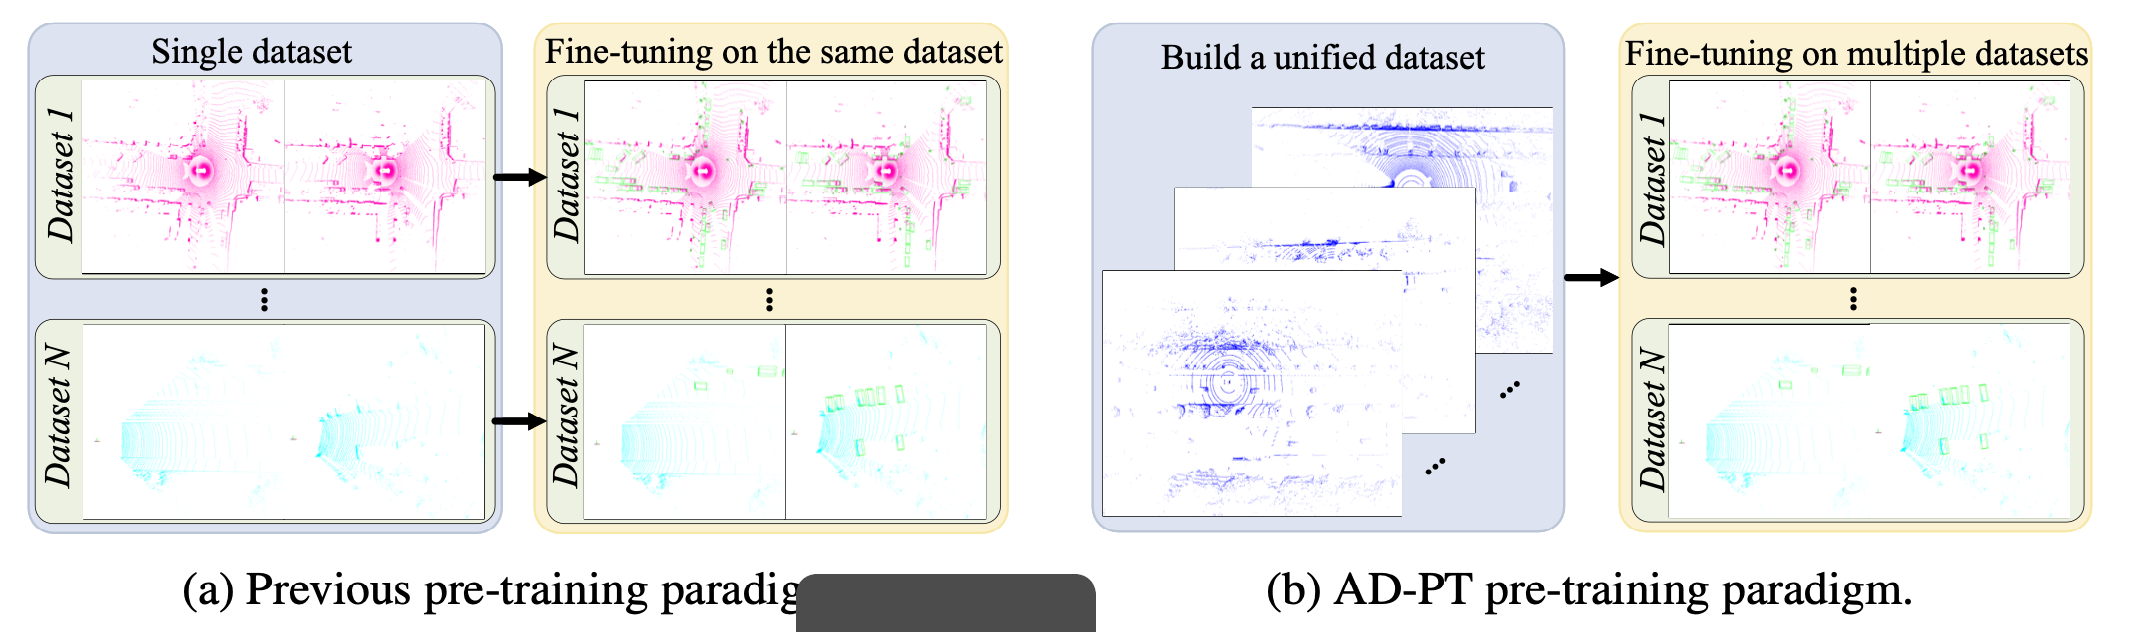 Single dataset
Dataset 1
Dataset N
Fine-tuning on the same dataset
Dataset 1
Dataset N
(a) Previous pre-training
Build a unified dataset
Fine-tuning on multiple datasets
Dataset 1
Dataset N
(b) AD-PT pre-training paradigm.